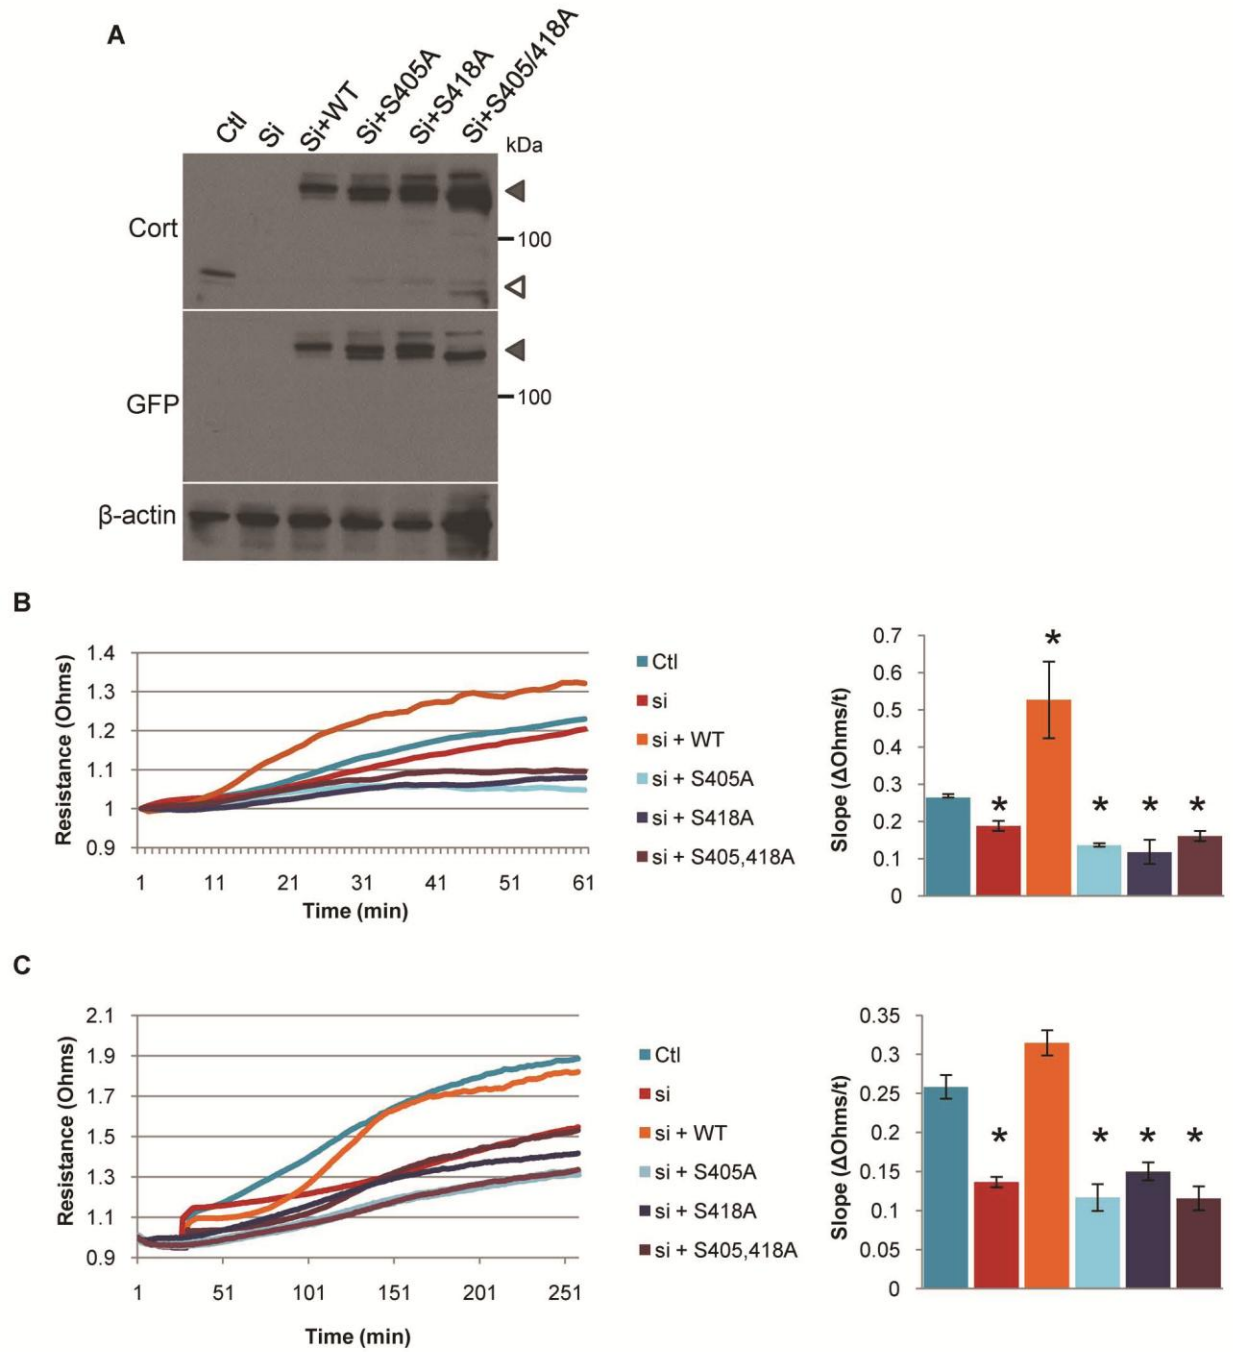 A
Ctl Si Si+WT Si+S405A Si+S418A Si+S405/418A
kDa
Cort
100
GFP
100
β-actin
B
Resistance (Ohms)
1.4
1.3
1.2
1.1
1
0.9
1 11 21 31 41 51 61
Time (min)
Ctl
si
si + WT
si + S405A
si + S418A
si + S405,418A
Slope (ΔOhms/t)
0.7
0.6
0.5
0.4
0.3
0.2
0.1
0
* * * * *
C
Resistance (Ohms)
2.1
1.9
1.7
1.5
1.3
1.1
0.9
1 51 101 151 201 251
Time (min)
Ctl
si
si + WT
si + S405A
si + S418A
si + S405,418A
Slope (ΔOhms/t)
0.35
0.3
0.25
0.2
0.15
0.1
0.05
0
* * * *